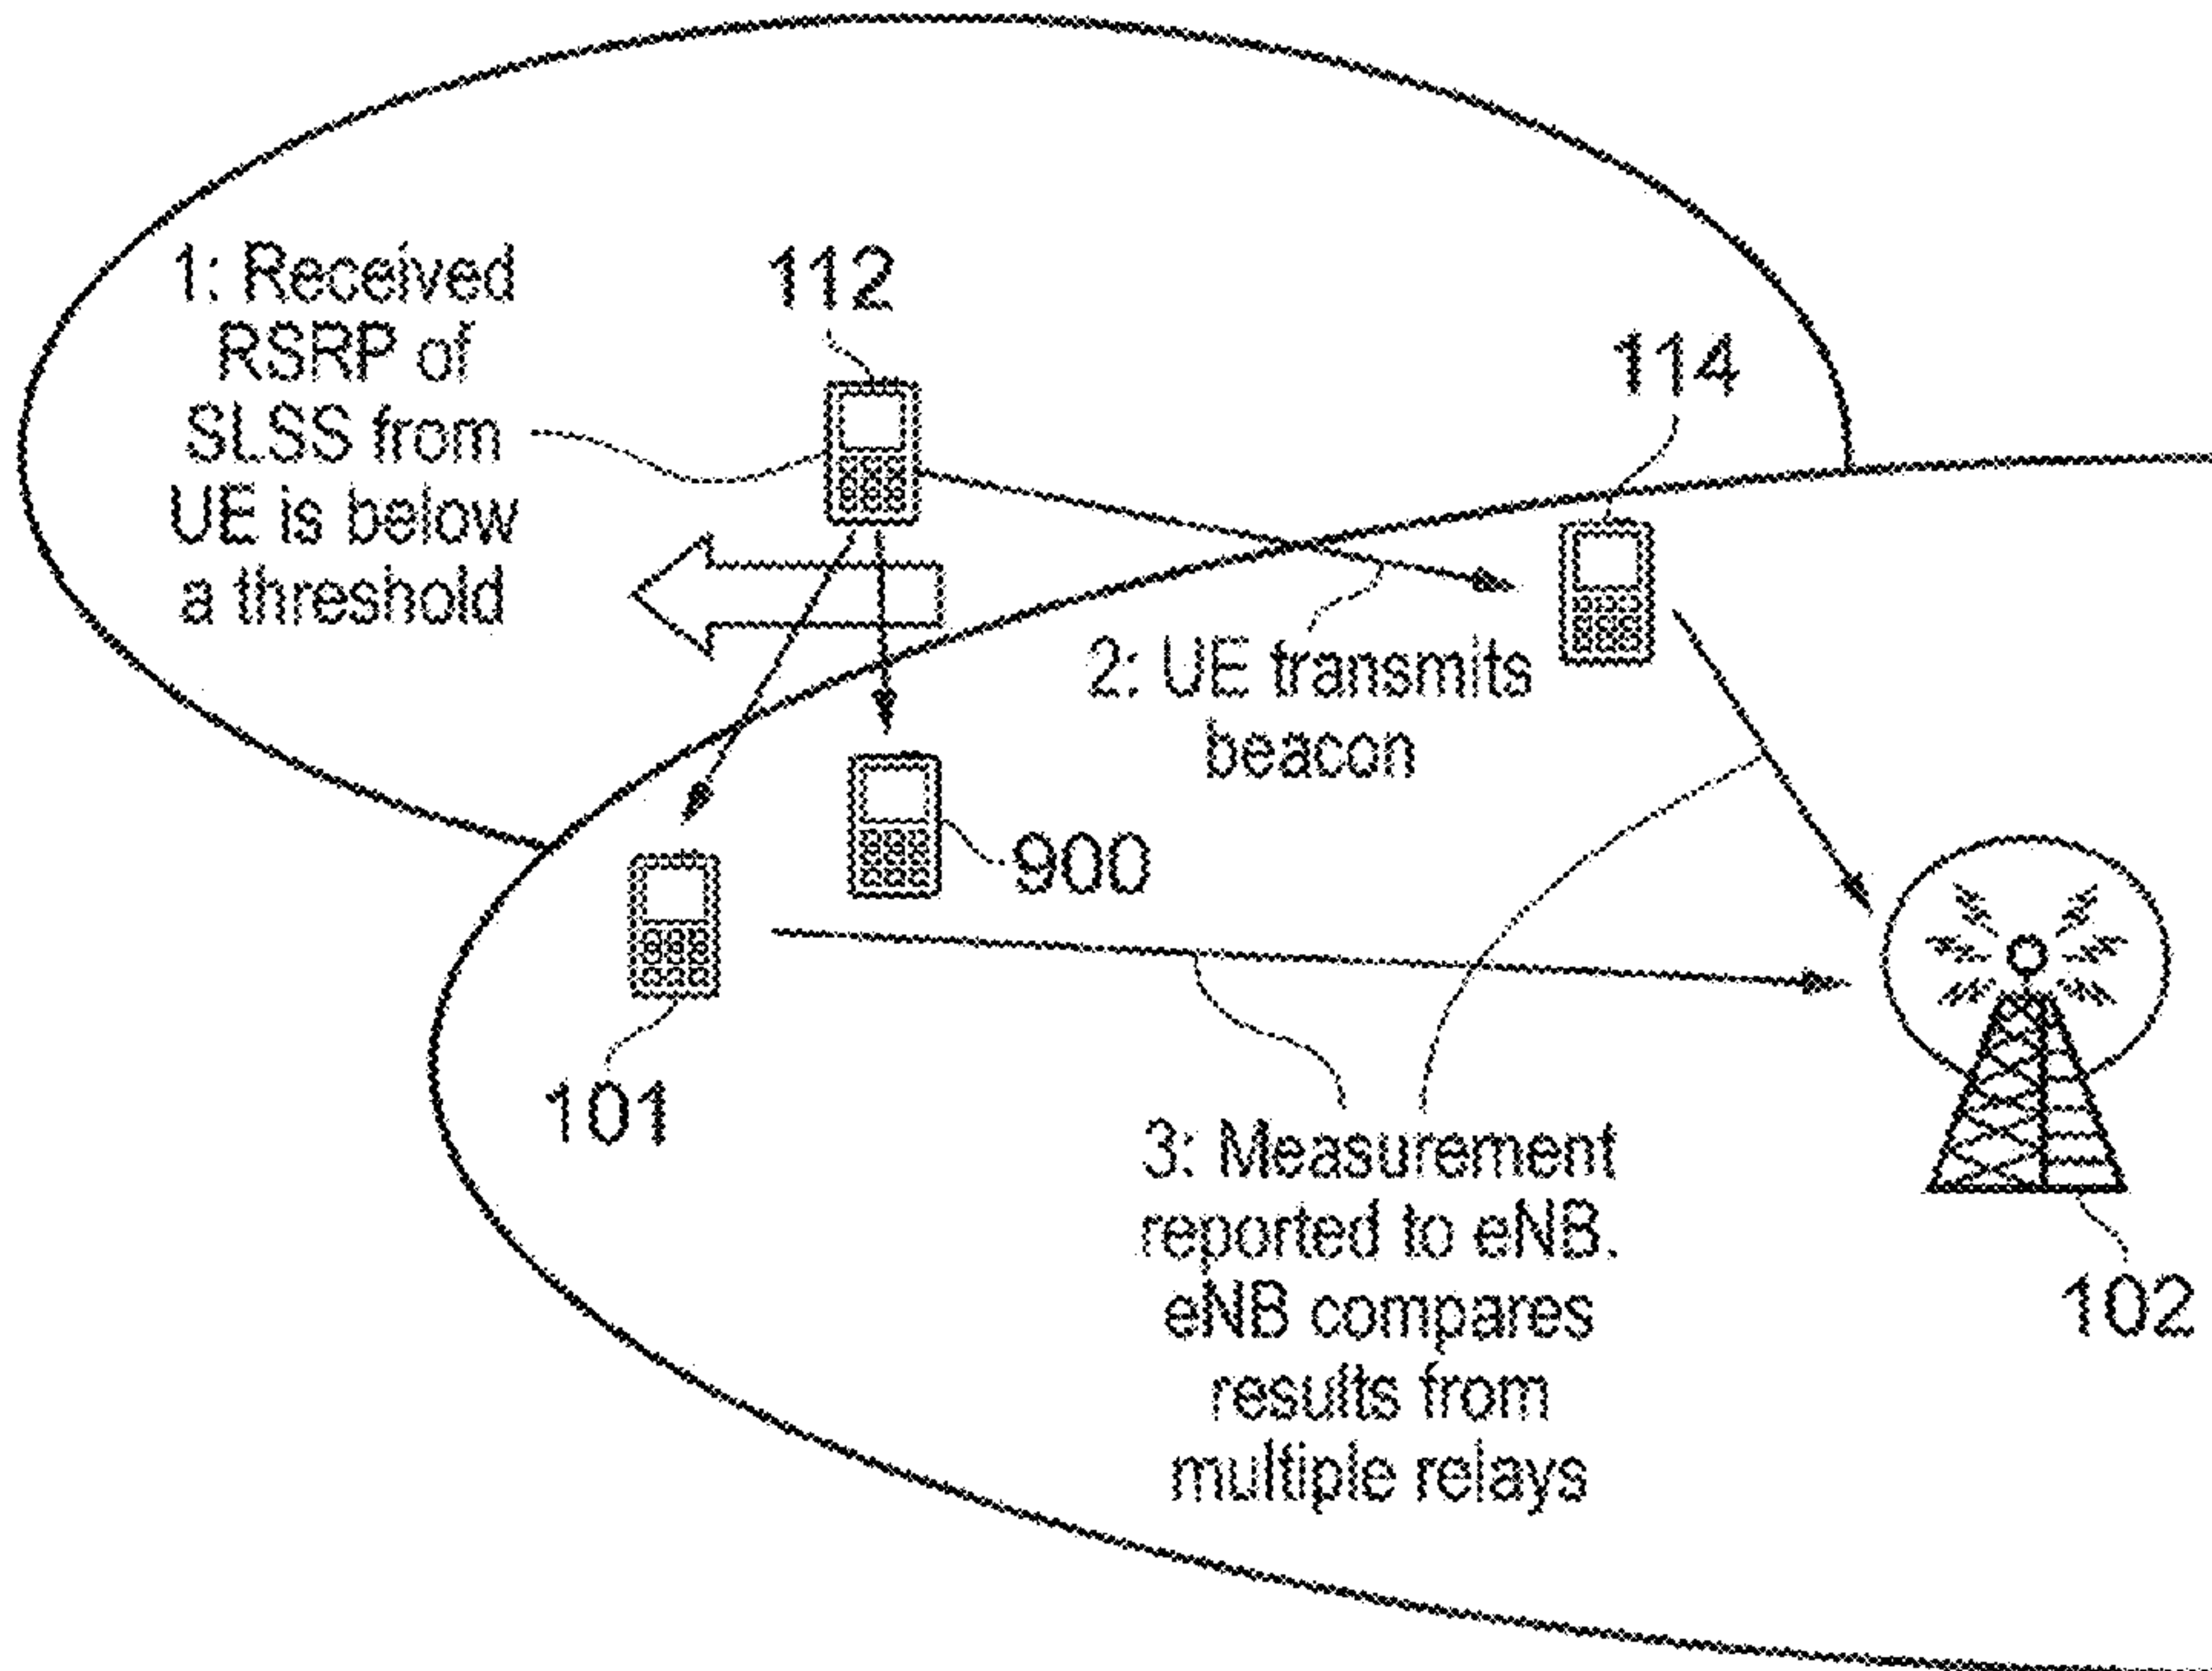 1: Received
RSRP of
SLSS from
UE is below
a threshold
112
114
2: UE transmits
beacon
900
101
3: Measurement
reported to eNB.
eNB compares
results from
multiple relays
102